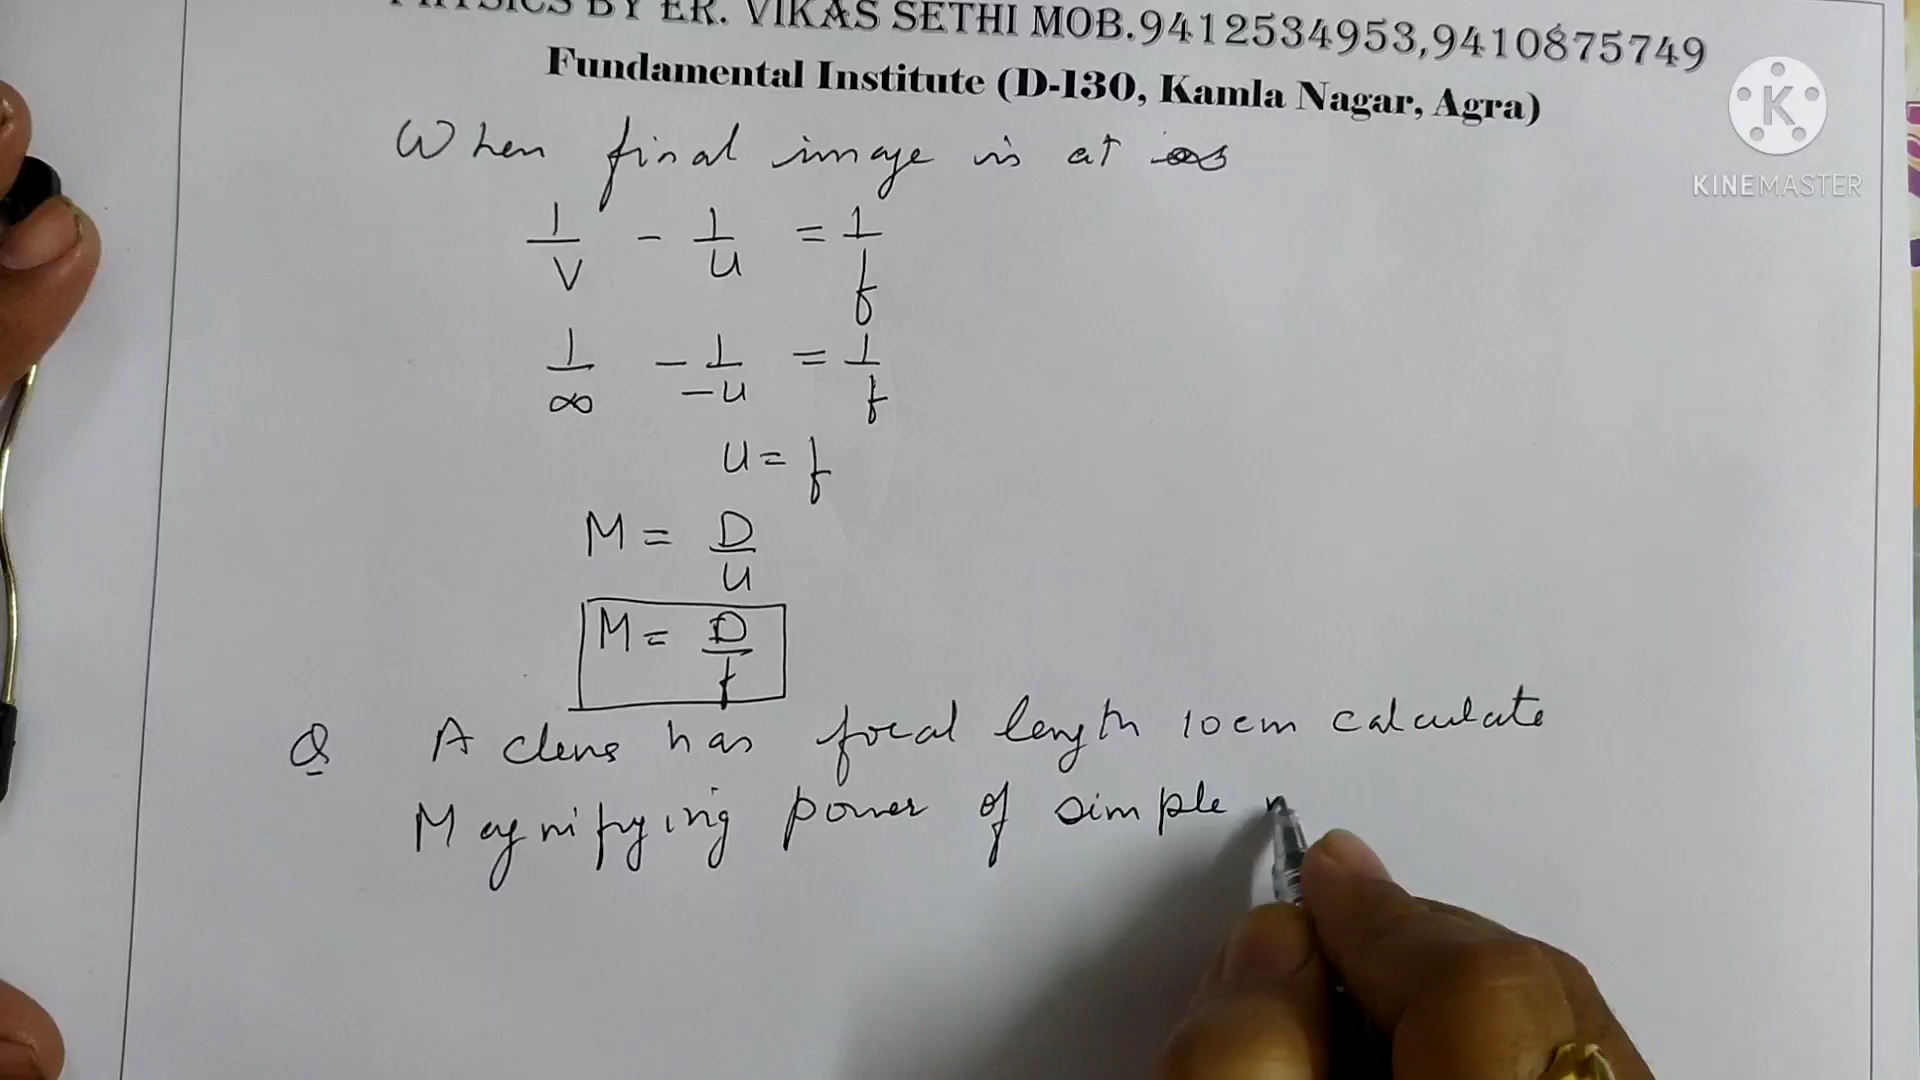 PHYSICS BY ER. VIKAS SETHI MOB.9412534953,9410875749
Fundamental Institute (D-130, Kamla Nagar, Agra)
K
KINEMASTER
When final image is at ∞
1/V - 1/u = 1/f
1/∞ - 1/-u = 1/f
u = f
M = D/u
M = D/f
Q A clens has focal length 10cm calculate
Magnifying power of simple